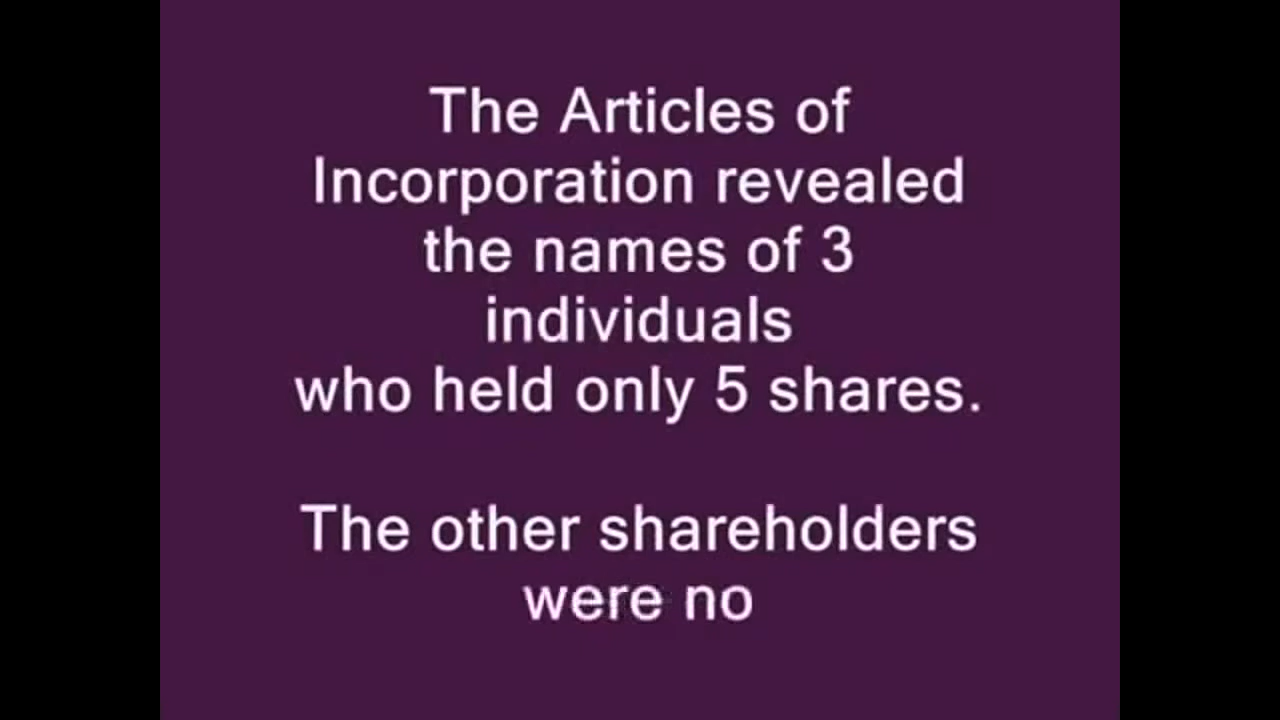 The Articles of
Incorporation revealed
the names of 3
individuals
who held only 5 shares.
The other shareholders
were no